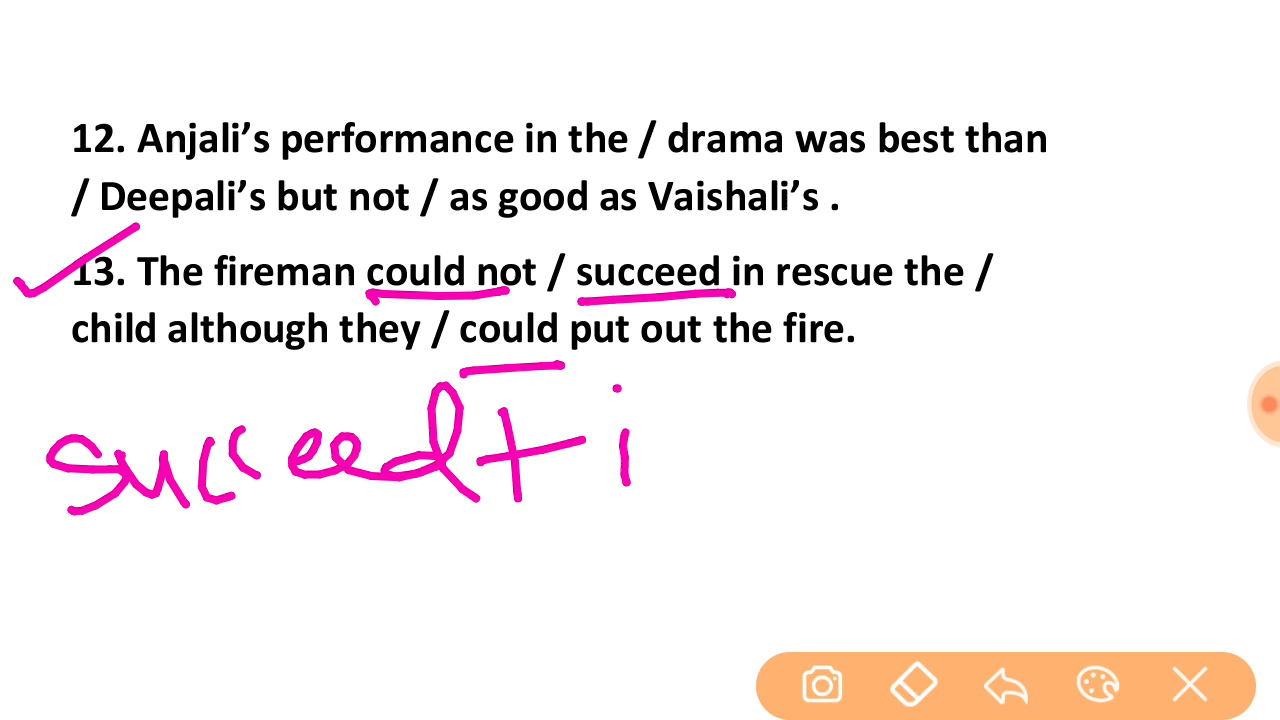 12. Anjali’s performance in the / drama was best than
/ Deepali’s but not / as good as Vaishali’s .
13. The fireman could not / succeed in rescue the /
child although they / could put out the fire.
succeed + i